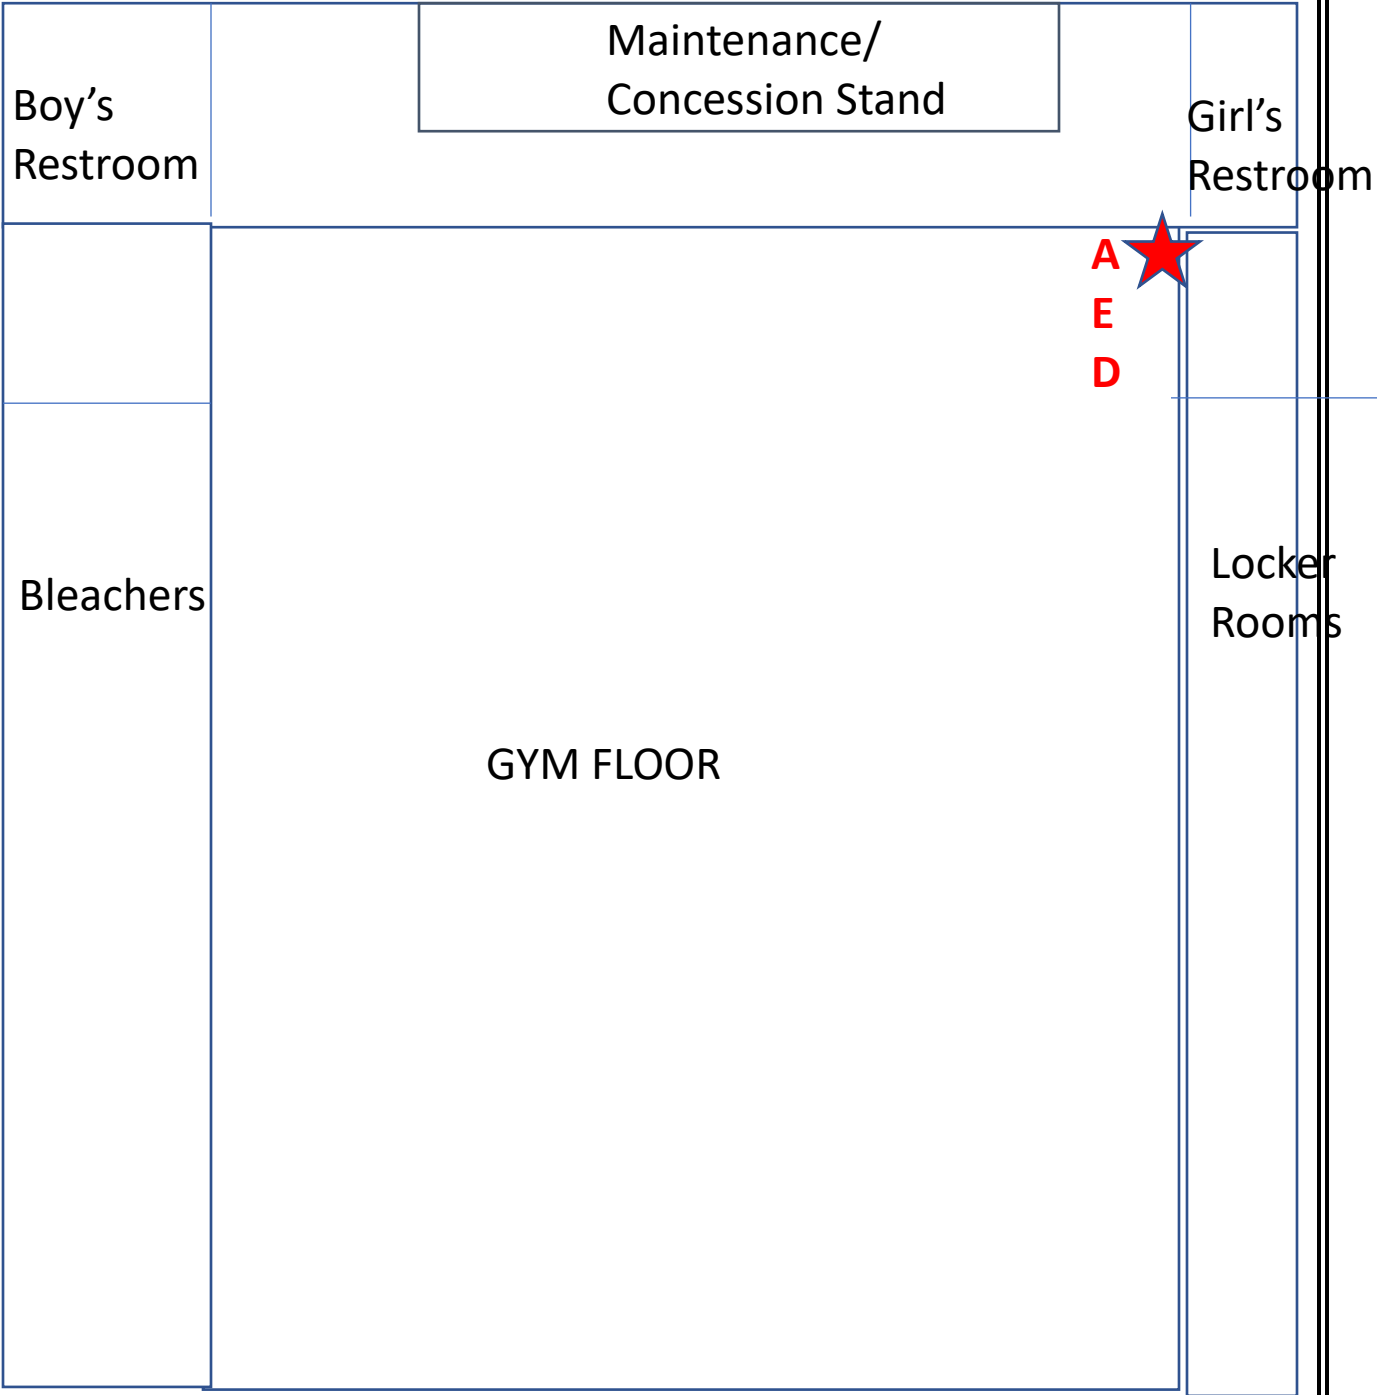 Maintenance/
Concession Stand
Boy’s
Restroom
Girl’s
Restroom
A
E
D
Bleachers
Locker
Rooms
GYM FLOOR